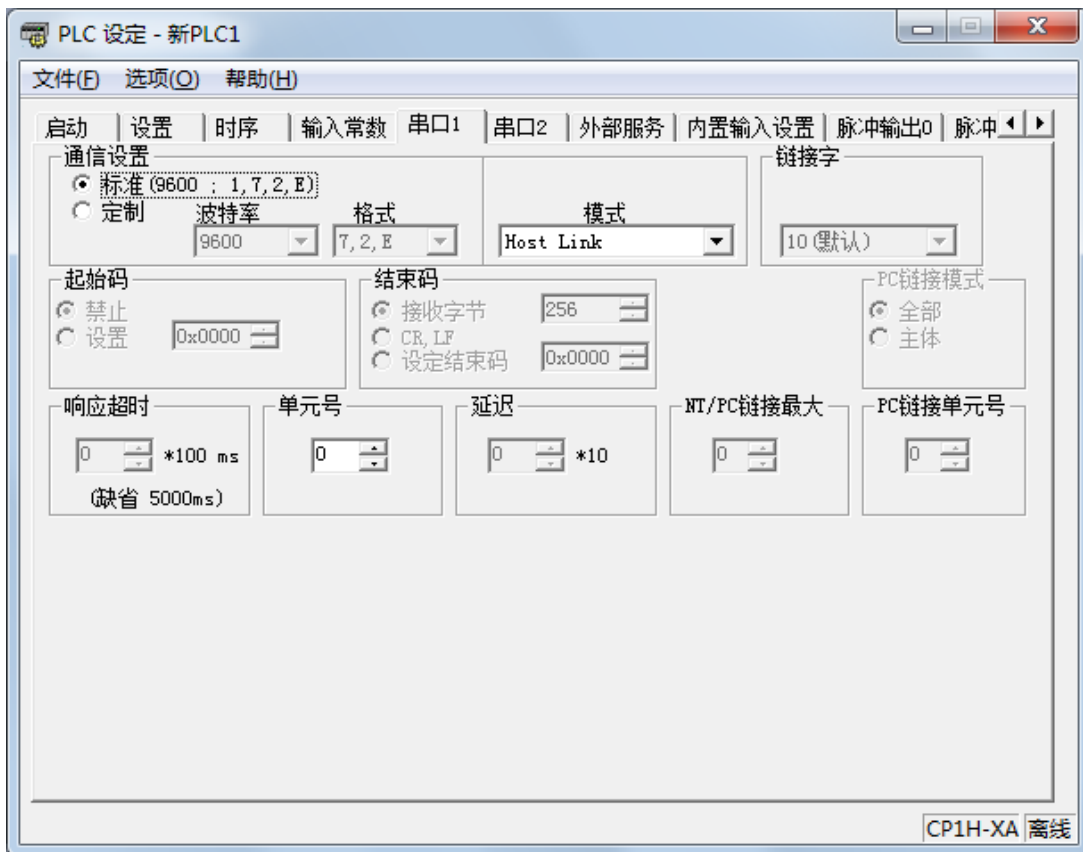 PLC 设定 - 新PLC1
文件(F) 选项(O) 帮助(H)
启动 设置 时序 输入常数 串口1 串口2 外部服务 内置输入设置 脉冲输出0 脉冲
通信设置 链接字
标准(9600 ; 1,7,2,E)
定制 波特率 格式 模式
9600 7,2,E Host Link 10(默认)
起始码 结束码 PC链接模式
禁止 接收字节 256 全部
设置 0x0000 CR,LF 主体
设定结束码 0x0000
响应超时 单元号 延迟 NT/PC链接最大 PC链接单元号
0 *100 ms 0 0 *10 0 0
(缺省 5000ms)
CP1H-XA 离线